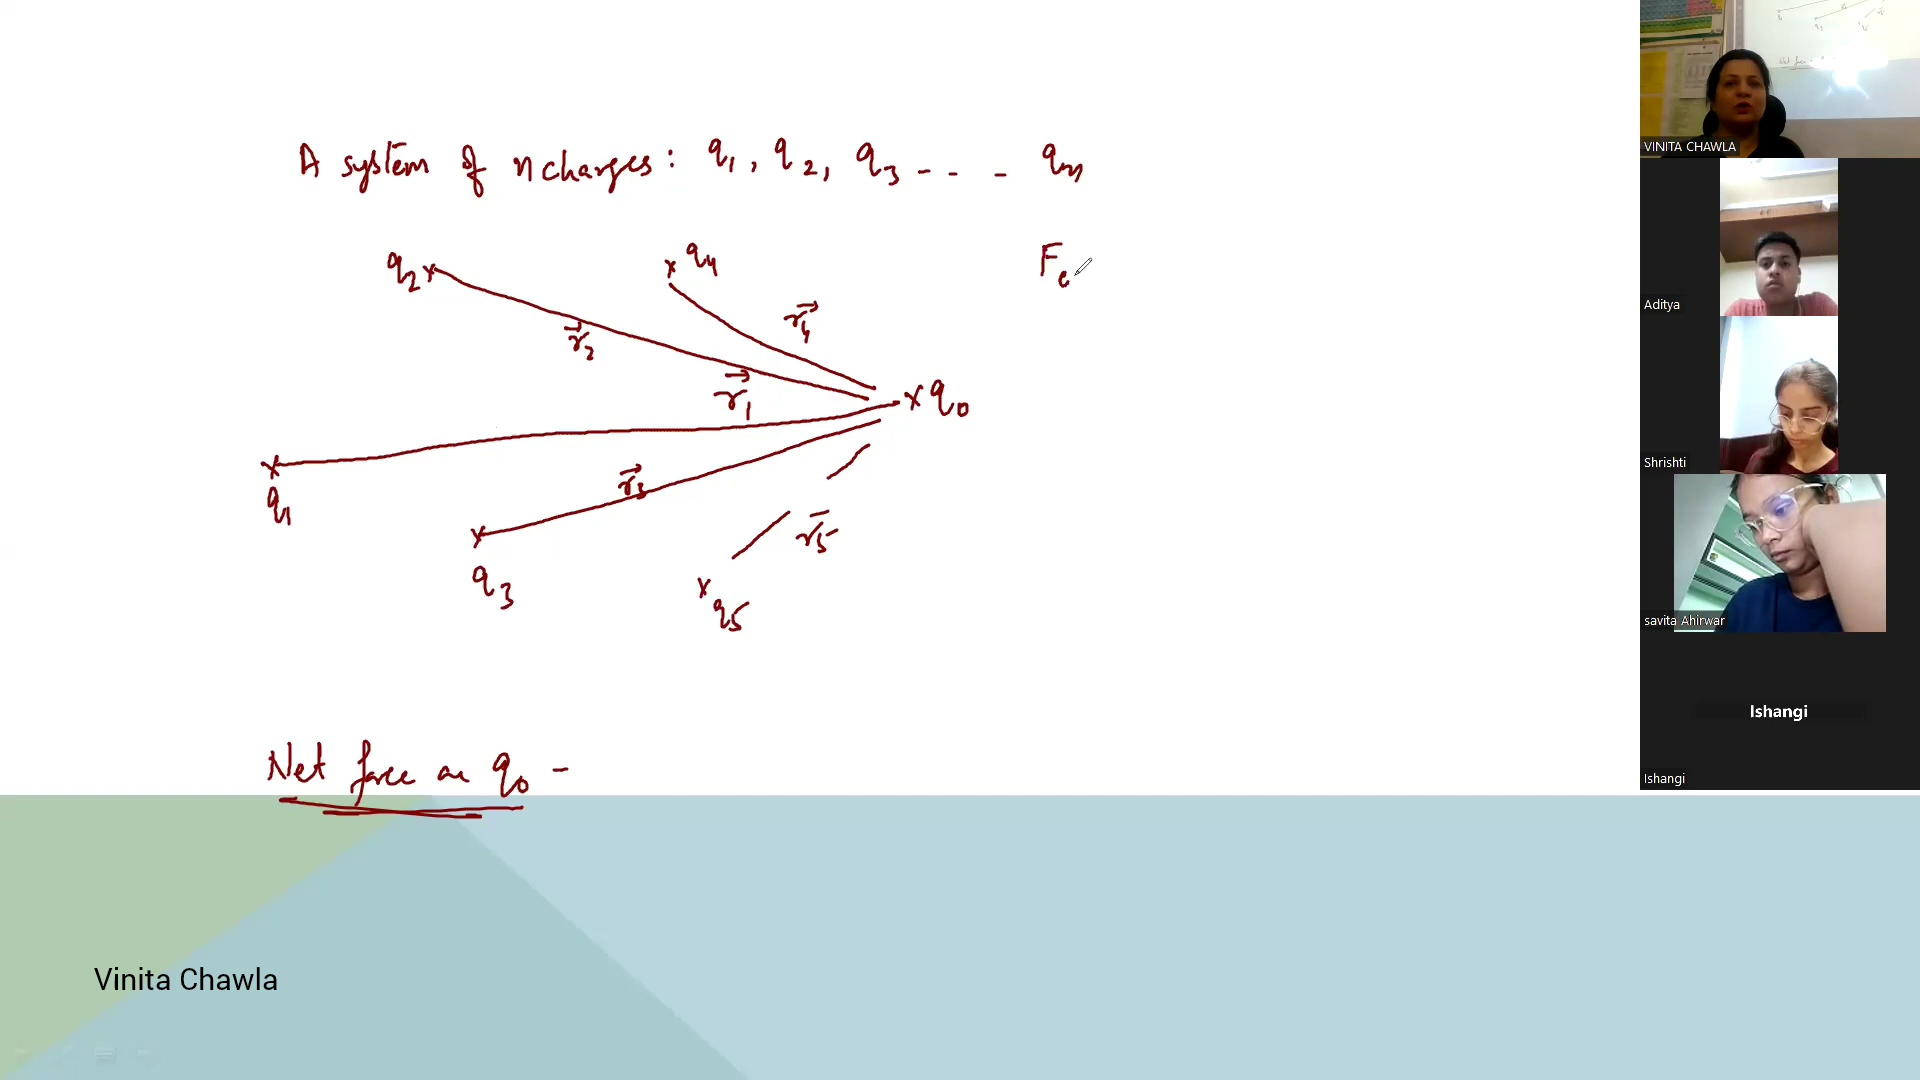 A system of n charges: q1, q2, q3 - - - qn
q2 x
x q4
Fe
r4
r2
r1
x q0
x
q1
r3
x
q3
r5
x q5
Net force on q0 -
Vinita Chawla
VINITA CHAWLA
Aditya
Shrishti
savita Ahirwar
Ishangi
Ishangi